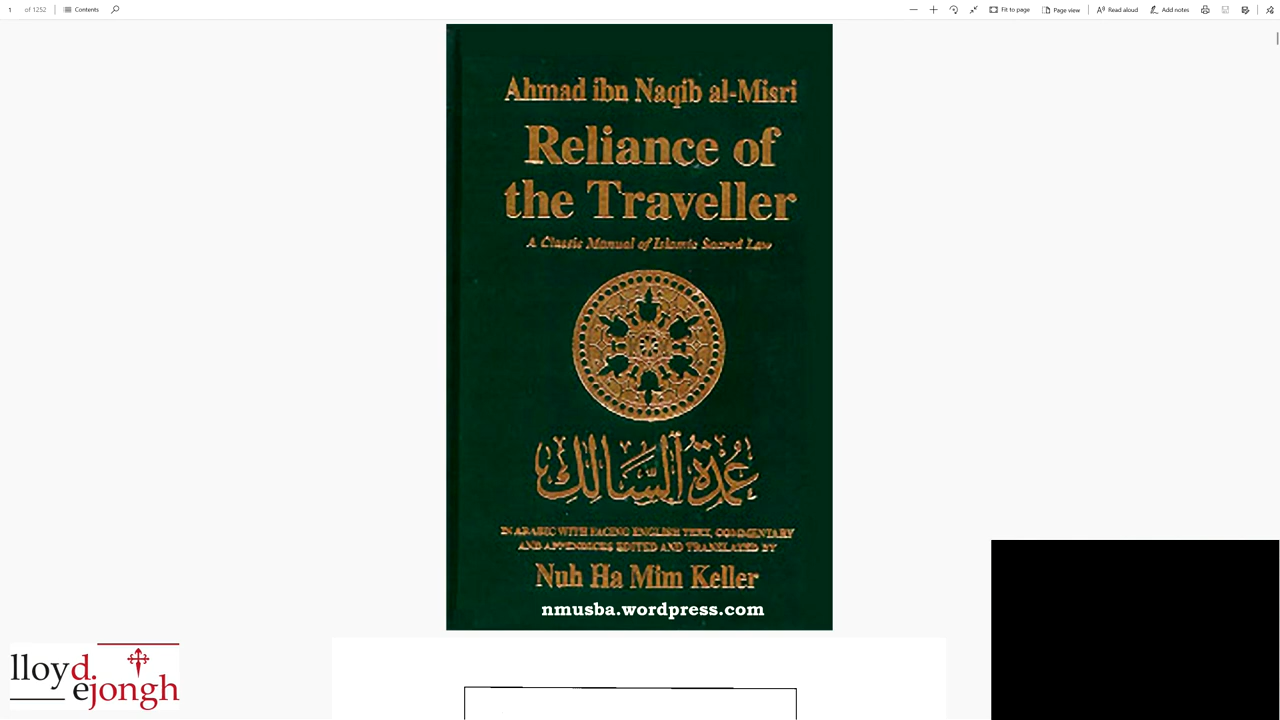 1 of 1252 Contents Fit to page Page view Read aloud Add notes
Ahmad ibn Naqib al-Misri
Reliance of
the Traveller
A Classic Manual of Islamic Sacred Law
عُمْدَةُ ٱلسَّالِكِ
IN ARABIC WITH FACING ENGLISH TEXT, COMMENTARY
AND APPENDICES EDITED AND TRANSLATED BY
Nuh Ha Mim Keller
nmusba.wordpress.com
lloyd.
ejongh